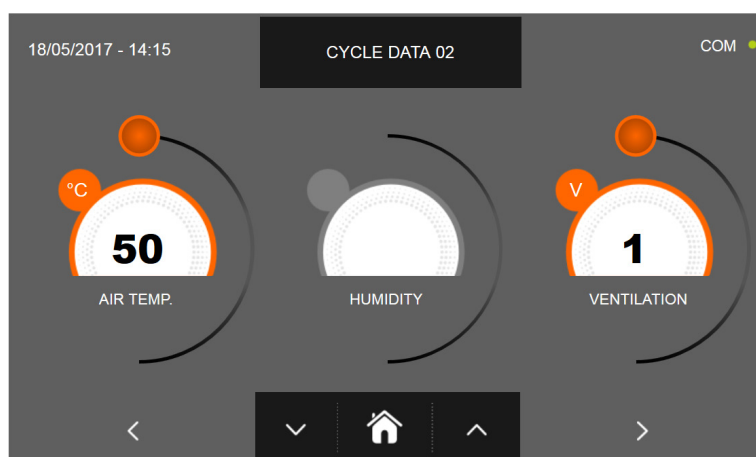 18/05/2017 - 14:15
CYCLE DATA 02
COM
°C
V
50
1
AIR TEMP.
HUMIDITY
VENTILATION